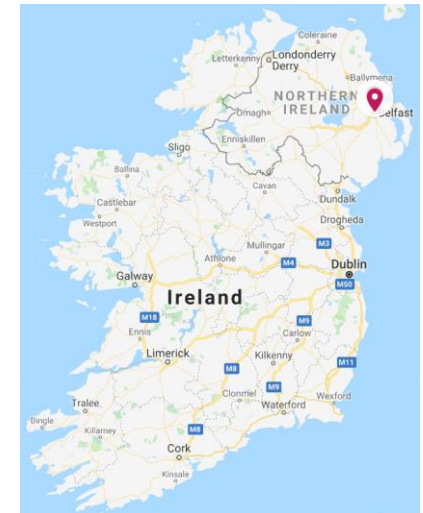 Coleraine
Letterkenny
Londonderry
Derry
Ballymena
NORTHERN
IRELAND
Omagh
elfast
Enniskillen
Sligo
Ballina
Cavan
Dundalk
Castlebar
Drogheda
Westport
Mullingar
M3
Athlone
M4
Dublin
Galway
M50
Ireland
M18
M9
Ennis
Carlow
Limerick
Kilkenny
M11
M8
M9
Clonmel
Wexford
Tralee
Waterford
Dingle
Killarney
M8
Cork
Kinsale